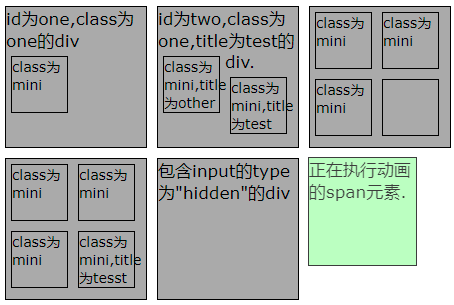 id为one,class为
one的div
class为
mini
id为two,class为
one,title为test的
div.
class为
mini,title
为other
class为
mini,title
为test
class为
mini
class为
mini
class为
mini
class为
mini
class为
mini
class为
mini
class为
mini,title
为tesst
包含input的type
为"hidden"的div
正在执行动画
的span元素.